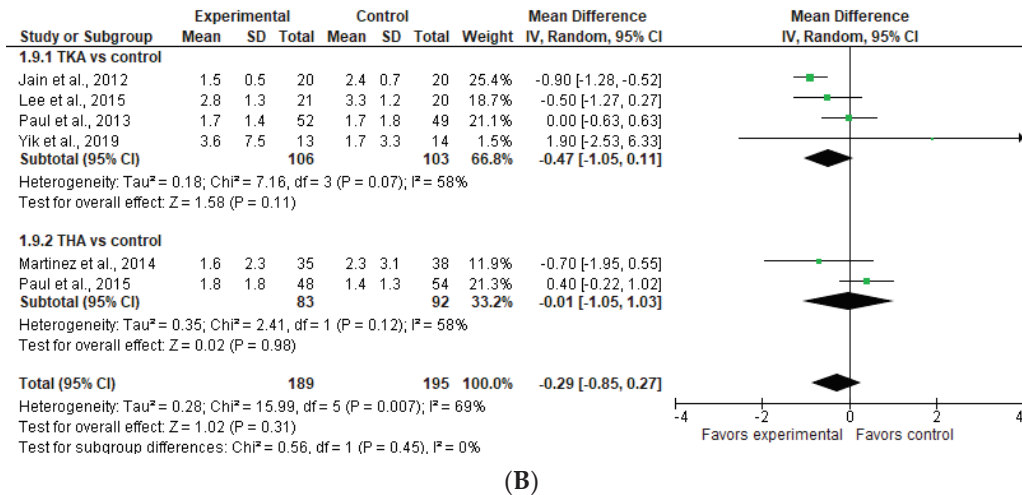 Experimental Control Mean Difference Mean Difference
Study or Subgroup Mean SD Total Mean SD Total Weight IV, Random, 95% CI IV, Random, 95% CI
1.9.1 TKA vs control
Jain et al., 2012 1.5 0.5 20 2.4 0.7 20 25.4% -0.90 [-1.28, -0.52]
Lee et al., 2015 2.8 1.3 21 3.3 1.2 20 18.7% -0.50 [-1.27, 0.27]
Paul et al., 2013 1.7 1.4 52 1.7 1.8 49 21.1% 0.00 [-0.63, 0.63]
Yik et al., 2019 3.6 7.5 13 1.7 3.3 14 1.5% 1.90 [-2.53, 6.33]
Subtotal (95% CI) 106 103 66.8% -0.47 [-1.05, 0.11]
Heterogeneity: Tau² = 0.18; Chi² = 7.16, df = 3 (P = 0.07); I² = 58%
Test for overall effect: Z = 1.58 (P = 0.11)
1.9.2 THA vs control
Martinez et al., 2014 1.6 2.3 35 2.3 3.1 38 11.9% -0.70 [-1.95, 0.55]
Paul et al., 2015 1.8 1.8 48 1.4 1.3 54 21.3% 0.40 [-0.22, 1.02]
Subtotal (95% CI) 83 92 33.2% -0.01 [-1.05, 1.03]
Heterogeneity: Tau² = 0.35; Chi² = 2.41, df = 1 (P = 0.12); I² = 58%
Test for overall effect: Z = 0.02 (P = 0.98)
Total (95% CI) 189 195 100.0% -0.29 [-0.85, 0.27]
Heterogeneity: Tau² = 0.28; Chi² = 15.99, df = 5 (P = 0.007); I² = 69%
Test for overall effect: Z = 1.02 (P = 0.31)
Test for subgroup differences: Chi² = 0.56, df = 1 (P = 0.45), I² = 0%
-4 -2 0 2 4
Favors experimental Favors control
(B)